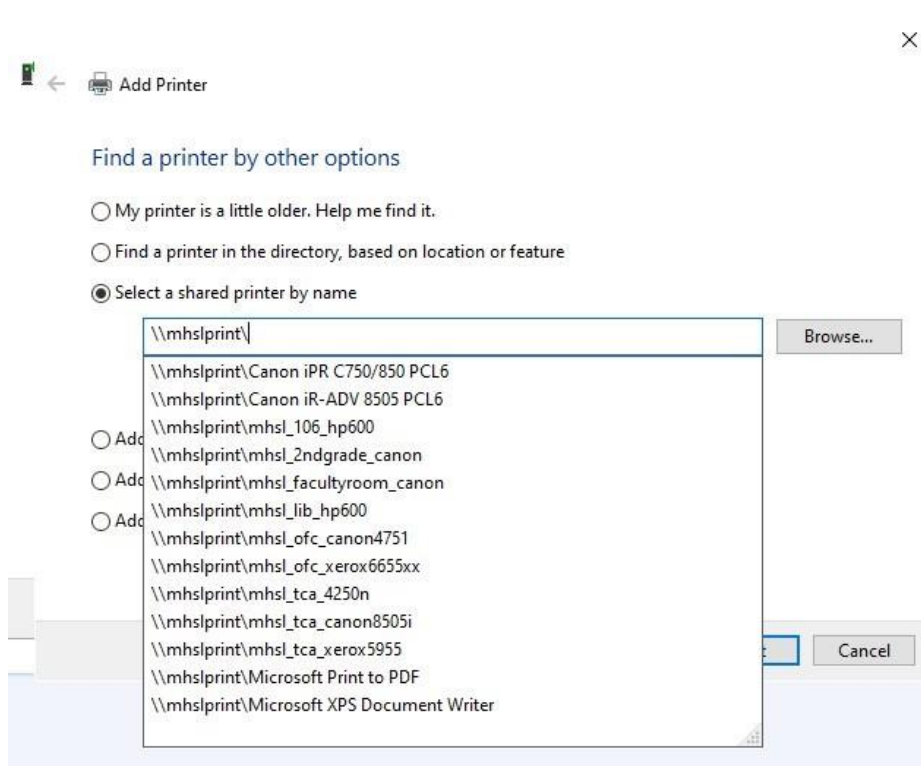 Add Printer
Find a printer by other options
My printer is a little older. Help me find it.
Find a printer in the directory, based on location or feature
Select a shared printer by name
\\mhslprint\
Browse...
\\mhslprint\Canon iPR C750/850 PCL6
\\mhslprint\Canon iR-ADV 8505 PCL6
\\mhslprint\mhsl_106_hp600
\\mhslprint\mhsl_2ndgrade_canon
\\mhslprint\mhsl_facultyroom_canon
\\mhslprint\mhsl_lib_hp600
\\mhslprint\mhsl_ofc_canon4751
\\mhslprint\mhsl_ofc_xerox6655xx
\\mhslprint\mhsl_tca_4250n
\\mhslprint\mhsl_tca_canon8505i
\\mhslprint\mhsl_tca_xerox5955
\\mhslprint\Microsoft Print to PDF
\\mhslprint\Microsoft XPS Document Writer
Add
Add
Add
Cancel